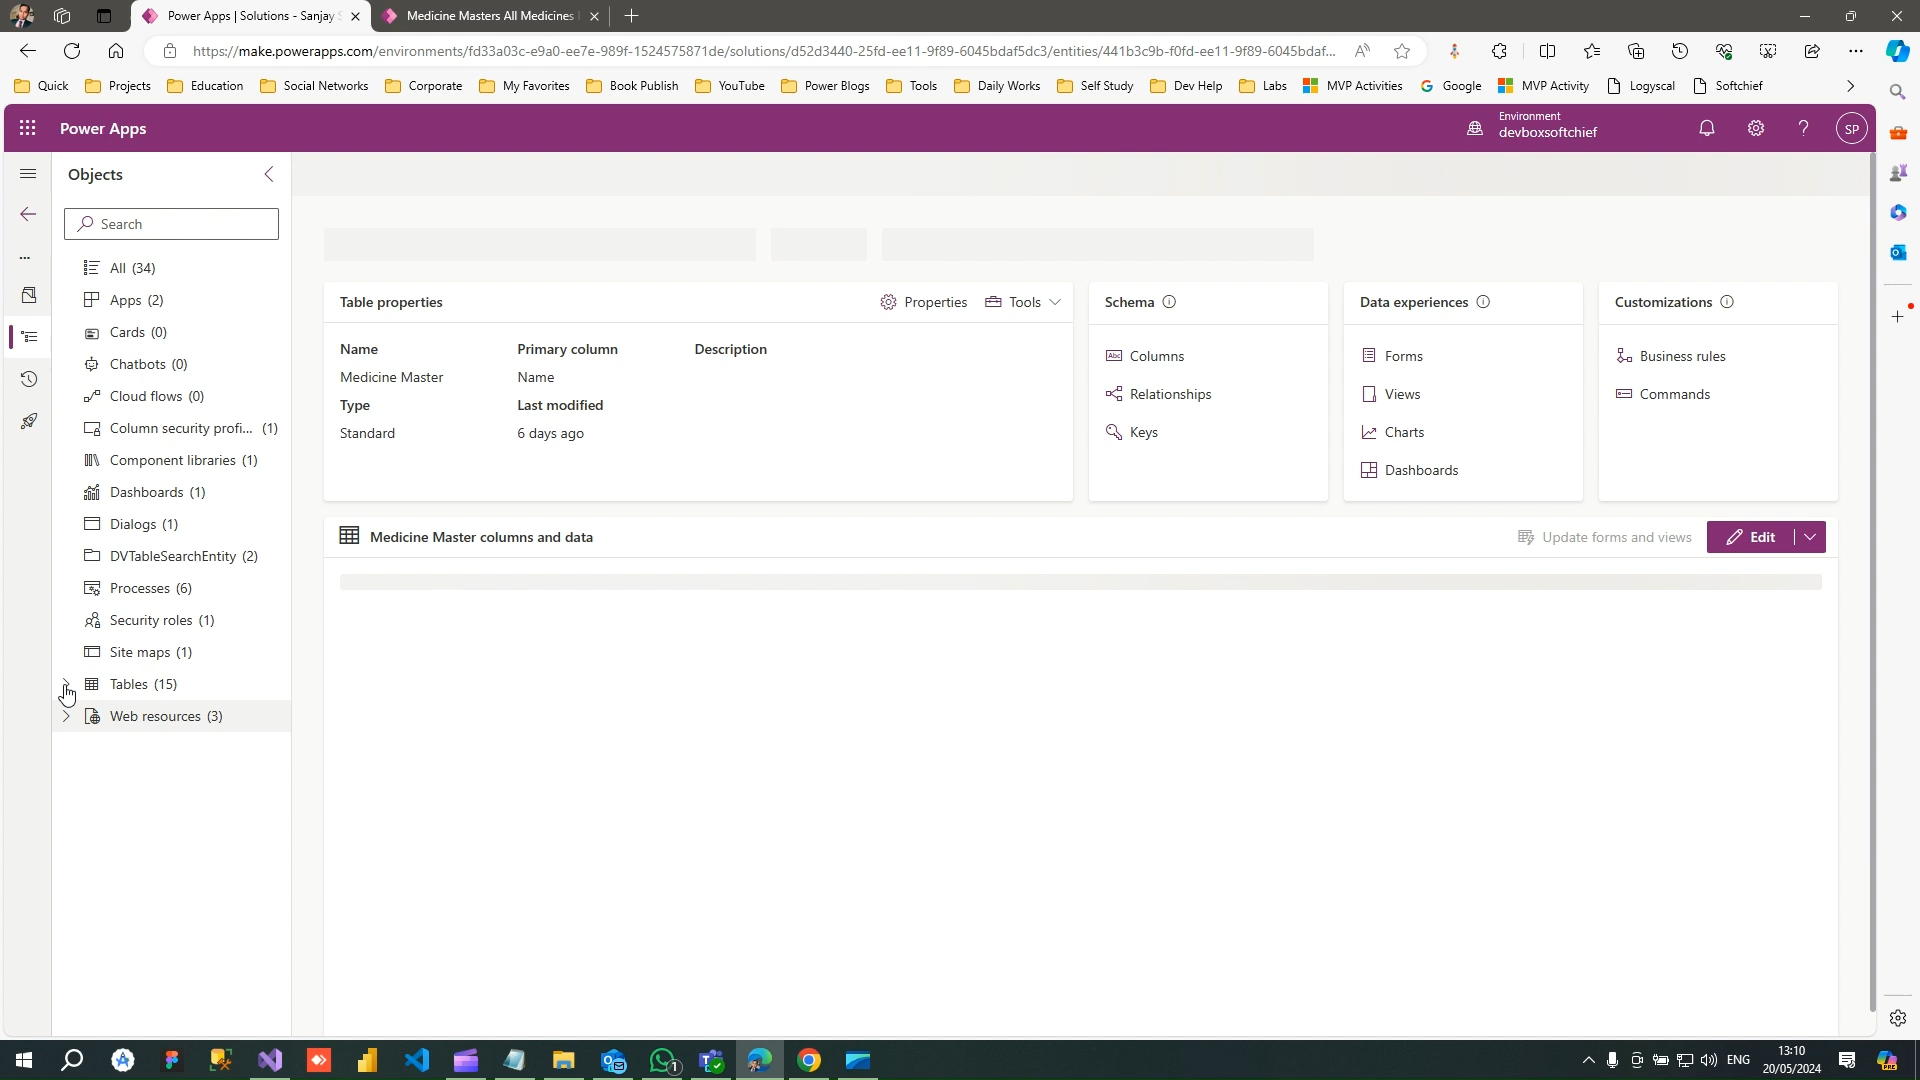 Power Apps | Solutions - Sanjay S
Medicine Masters All Medicines
https://make.powerapps.com/environments/fd33a03c-e9a0-ee7e-989f-1524575871de/solutions/d52d3440-25fd-ee11-9f89-6045bdaf5dc3/entities/441b3c9b-f0fd-ee11-9f89-6045bdaf...
Quick Projects Education Social Networks Corporate My Favorites Book Publish YouTube Power Blogs Tools Daily Works Self Study Dev Help Labs MVP Activities Google MVP Activity Logyscal Softchief
Power Apps
Environment
devboxsoftchief
SP
Objects
Search
All (34)
Apps (2)
Cards (0)
Chatbots (0)
Cloud flows (0)
Column security profi... (1)
Component libraries (1)
Dashboards (1)
Dialogs (1)
DVTableSearchEntity (2)
Processes (6)
Security roles (1)
Site maps (1)
Tables (15)
Web resources (3)
Table properties
Properties
Tools
Name
Primary column
Description
Medicine Master
Name
Type
Last modified
Standard
6 days ago
Schema
Columns
Relationships
Keys
Data experiences
Forms
Views
Charts
Dashboards
Customizations
Business rules
Commands
Medicine Master columns and data
Update forms and views
Edit
1
ENG
13:10
20/05/2024
PRE